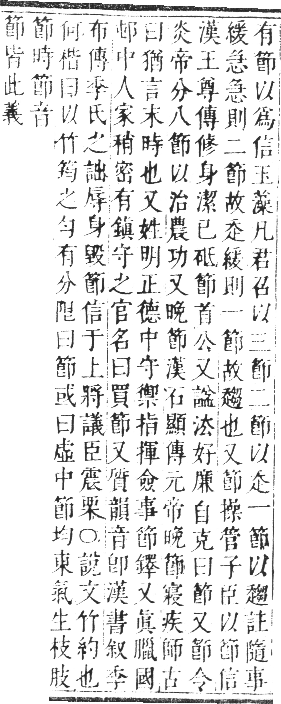 有節以爲信玉藻凡君召以三節二節以走一節以趨註隨事
緩急急則二節故走緩則一節故趨也又節操管子臣以節信
漢王尊傳修身潔己砥節首公又諡法好廉自克曰節又節令
炎帝分八節以治農功又晚節漢石顯傳元帝晚節寢疾師古
曰猶言末時也又姓明正德中守禦指揮僉事節鐸又眞臘國
邨中人家稍密有鎮守之官名曰買節又質韻音卽漢書叙季
布傳季氏之詘辱身毀節信于上將議臣震栗〇說文竹約也
何楷曰以竹筠之勻有分限曰節或曰虛中節均東氣生枝肢
節時節音
節皆此義